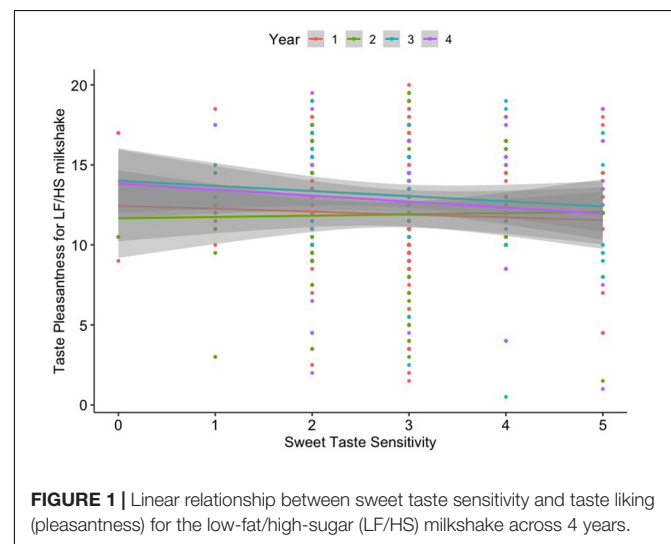 Year 1 2 3 4
Taste Pleasantness for LF/HS milkshake
20
15
10
5
0
0 1 2 3 4 5
Sweet Taste Sensitivity
FIGURE 1 | Linear relationship between sweet taste sensitivity and taste liking
(pleasantness) for the low-fat/high-sugar (LF/HS) milkshake across 4 years.